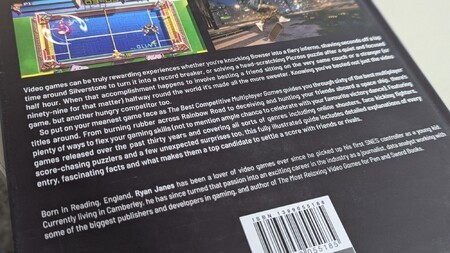 Video games can be truly rewarding experiences whether you're knocking Bowser into a fiery inferno, shaving seconds off a lap
time around Silverstone to turn it into a record breaker, or solving a head-scratching Picross puzzle after a quiet and focused
half hour. When that accomplishment happens to involve besting a friend sitting on the very same couch or a stranger (or
ninety-nine for that matter) halfway round the world it's made all the more sweeter. Knowing you've bested not just the video
game, but another hungry competitor too.
So put on your meanest game face as The Best Competitive Multiplayer Games guides you through sixty of the best multiplayer
titles around. From burning rubber across Rainbow Road to deceiving and hunting your friends aboard a space ship, there's
plenty of ways to flex your gaming skills (not to mention ample chance to celebrate with your favourite victory dance). Featuring
games released over the past thirty years and covering all sorts of genres including online shooters, face kicking fighters,
score-chasing puzzlers and a few unexpected surprises too, this fully illustrated guide includes detailed explanations of every
entry, fascinating facts and what makes them a top candidate to settle a score with friends or rivals.
Born in Reading, England, Ryan Janes has been a lover of video games ever since he picked up his first SNES controller as a young lad.
Currently living in Camberley, he has since turned that passion into an exciting career in the industry as a journalist, data analyst working with
some of the biggest publishers and developers in gaming, and author of The Most Relaxing Video Games for Pen and Sword Books.